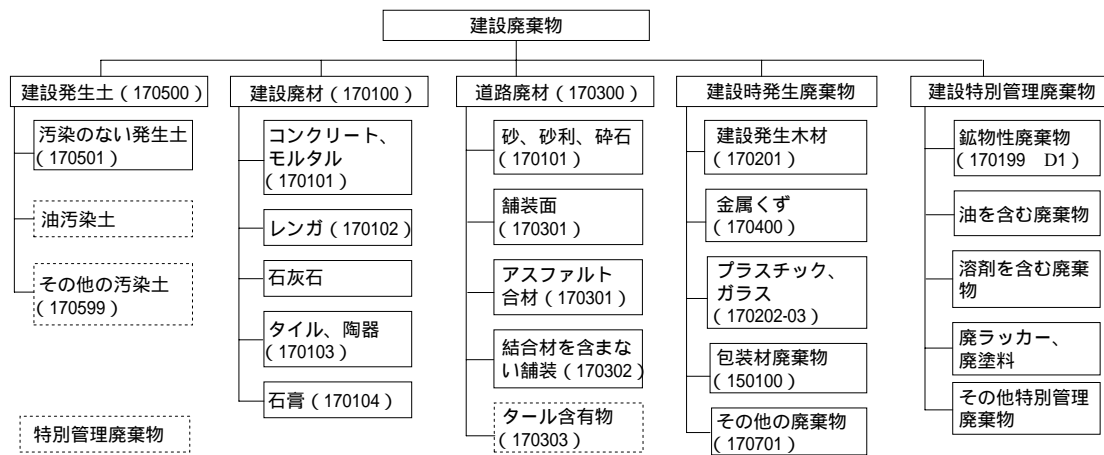 建設廃棄物
建設発生土（170500）
汚染のない発生土
（170501）
油汚染土
その他の汚染土
（170599）
特別管理廃棄物
建設廃材（170100）
コンクリート、
モルタル
（170101）
レンガ（170102）
石灰石
タイル、陶器
（170103）
石膏（170104）
道路廃材（170300）
砂、砂利、砕石
（170101）
舗装面
（170301）
アスファルト
合材（170301）
結合材を含まな
い舗装（170302）
タール含有物
（170303）
建設時発生廃棄物
建設発生木材
（170201）
金属くず
（170400）
プラスチック、
ガラス
（170202-03）
包装材廃棄物
（150100）
その他の廃棄物
（170701）
建設特別管理廃棄物
鉱物性廃棄物
（170199　D1）
油を含む廃棄物
溶剤を含む廃棄
物
廃ラッカー、
廃塗料
その他特別管理
廃棄物